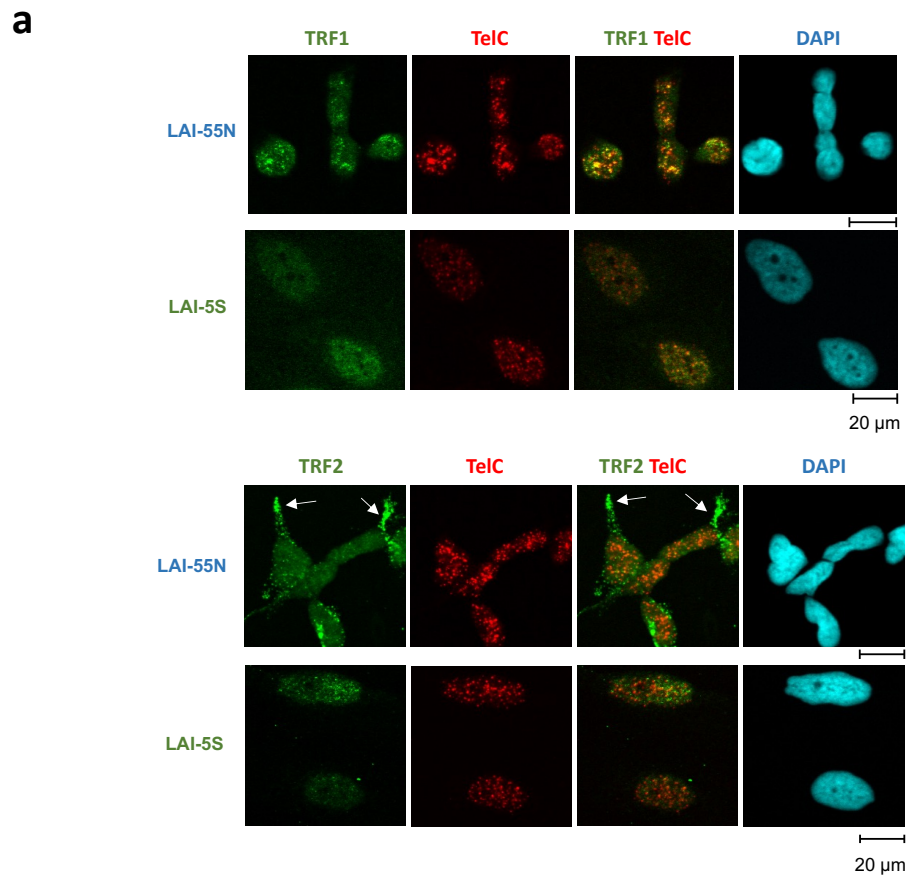 a
TRF1 TelC TRF1 TelC DAPI
LAI-55N
LAI-5S
20 µm
TRF2 TelC TRF2 TelC DAPI
LAI-55N
LAI-5S
20 µm